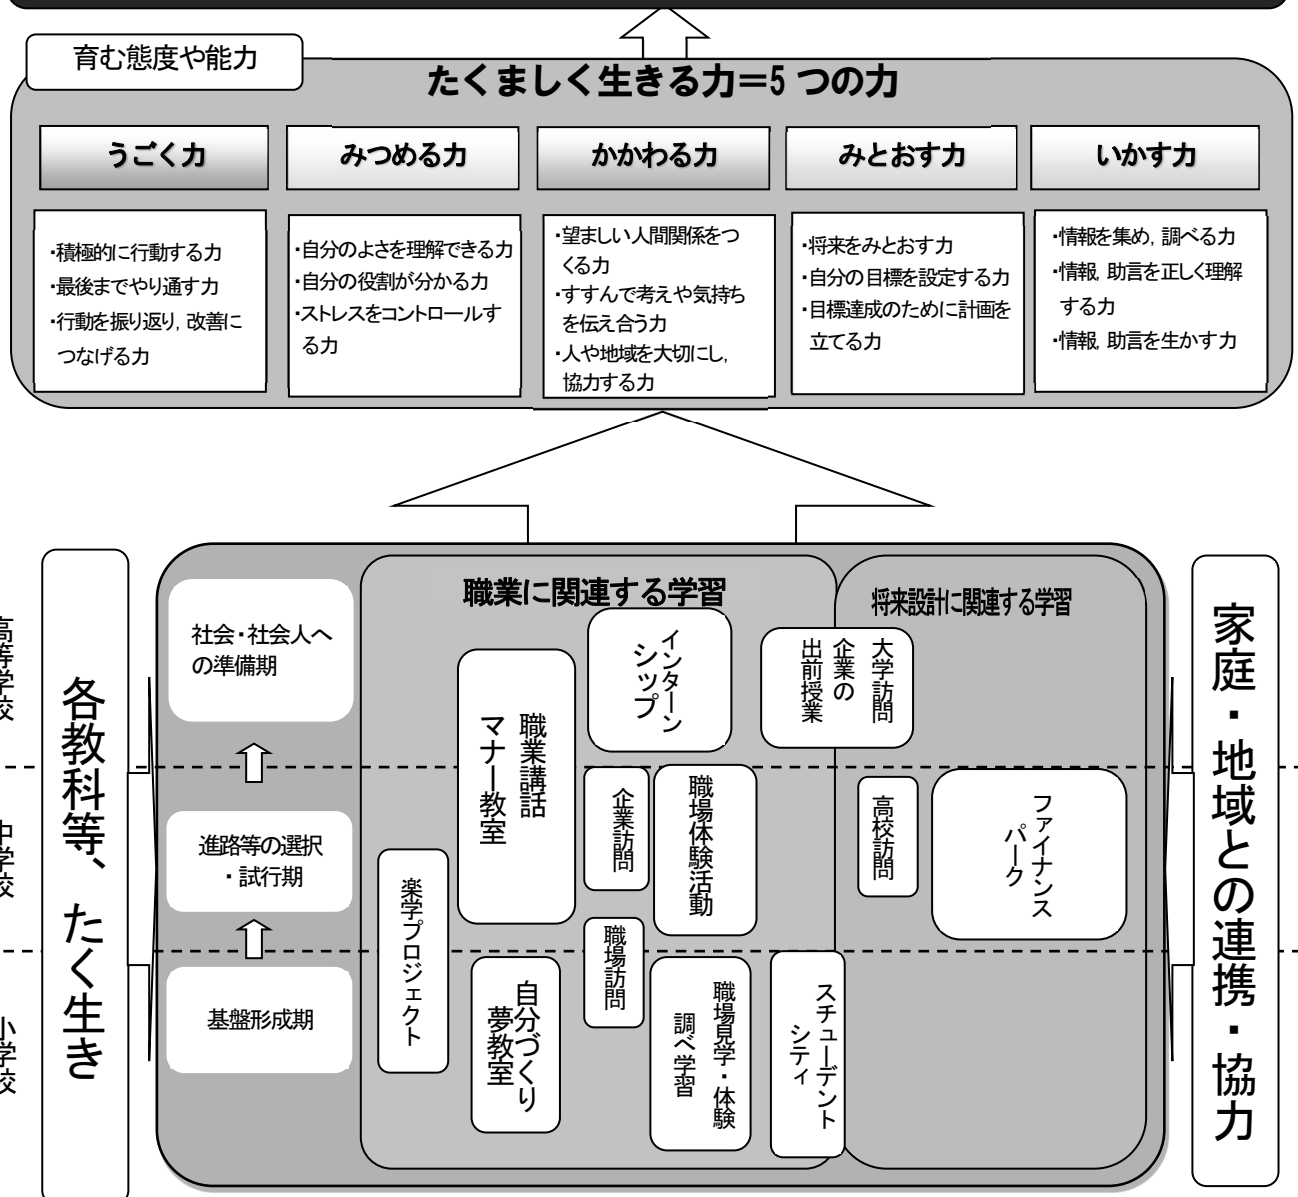 育む態度や能力
たくましく生きる力＝5 つの力
うごく力
みつめる力
かかわる力
みとおす力
いかす力
・積極的に行動する力
・最後までやり通す力
・行動を振り返り，改善に
つなげる力
・自分のよさを理解できる力
・自分の役割が分かる力
・ストレスをコントロールす
る力
・望ましい人間関係をつ
くる力
・すすんで考えや気持ち
を伝え合う力
・人や地域を大切にし，
協力する力
・将来をみとおす力
・自分の目標を設定する力
・目標達成のために計画を
立てる力
・情報を集め，調べる力
・情報，助言を正しく理解
する力
・情報，助言を生かす力
高等学校
中学校
小学校
各教科等、たく生き
社会・社会人へ
の準備期
進路等の選択
・試行期
基盤形成期
職業に関連する学習
将来設計に関連する学習
インターン
シップ
大学訪問
企業の
出前授業
職業講話
マナー教室
企業訪問
職場体験活動
高校訪問
ファイナンス
パーク
楽学プロジェクト
職場訪問
自分づくり
夢教室
職場見学・体験
調べ学習
スチューデント
シティ
家庭・地域との連携・協力